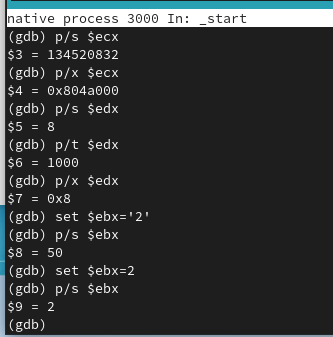 native process 3000 In: _start
(gdb) p/s $ecx
$3 = 134520832
(gdb) p/x $ecx
$4 = 0x804a000
(gdb) p/s $edx
$5 = 8
(gdb) p/t $edx
$6 = 1000
(gdb) p/x $edx
$7 = 0x8
(gdb) set $ebx='2'
(gdb) p/s $ebx
$8 = 50
(gdb) set $ebx=2
(gdb) p/s $ebx
$9 = 2
(gdb)